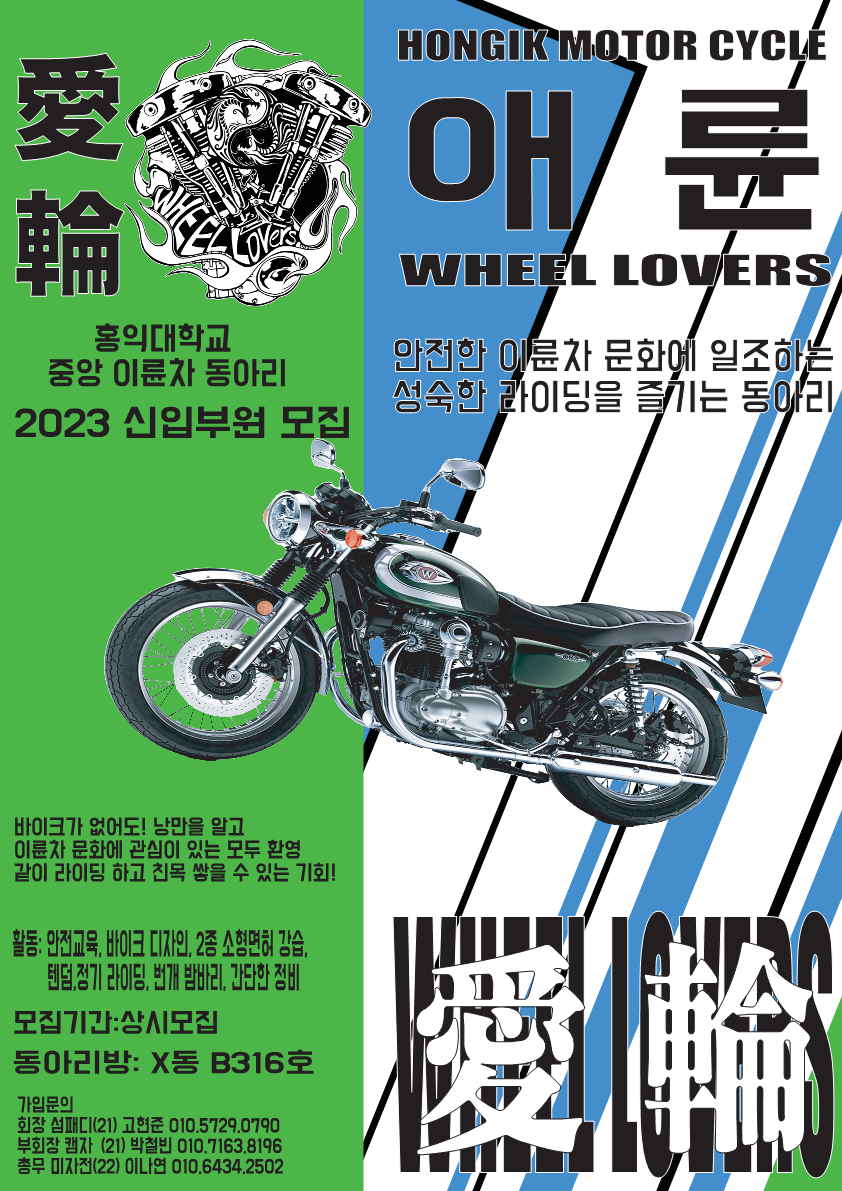 愛
輪
WHEEL LOVERS
홍익대학교
중앙 이륜차 동아리
2023 신입부원 모집
HONGIK MOTOR CYCLE
애 륜
WHEEL LOVERS
안전한 이륜차 문화에 일조하는
성숙한 라이딩을 즐기는 동아리
W
바이크가 없어도! 낭만을 알고
이륜차 문화에 관심이 있는 모두 환영
같이 라이딩 하고 친목 쌓을 수 있는 기회!
활동: 안전교육, 바이크 디자인, 2종 소형면허 강습,
텐덤,정기 라이딩, 번개 밤바리, 간단한 정비
모집기간:상시모집
동아리방: X동 B316호
가입문의
회장 섬패디(21) 고현준 010.5729.0790
부회장 캠자 (21) 박철빈 010.7163.8196
총무 미자전(22) 이나연 010.6434.2502
WHEEL LOVERS
愛 輪